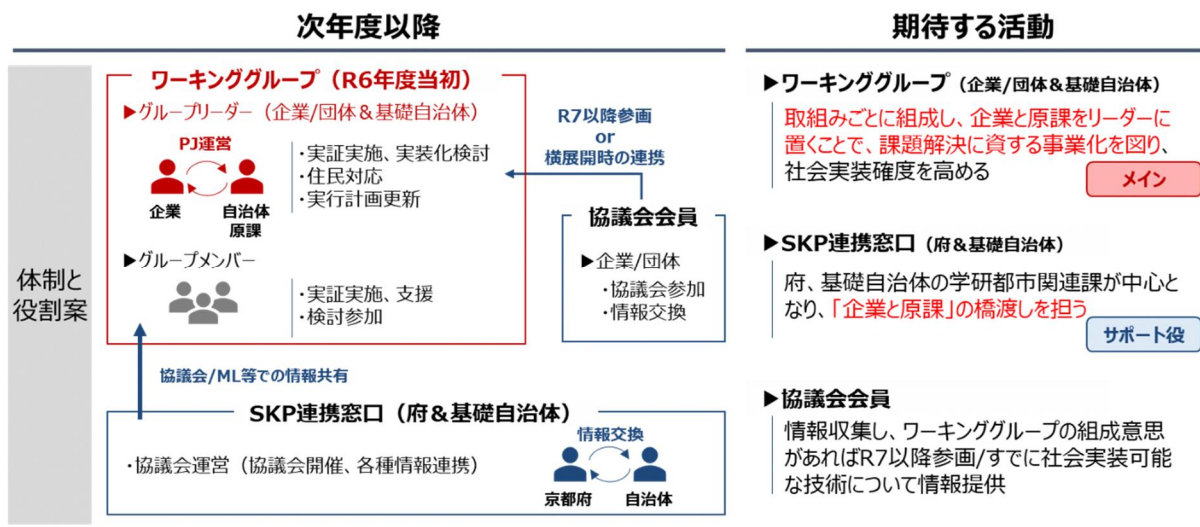 次年度以降
期待する活動
体制と
役割案
ワーキンググループ（R6年度当初）
▶グループリーダー（企業/団体＆基礎自治体）
PJ運営
企業
自治体
原課
・実証実施、実装化検討
・住民対応
・実行計画更新
▶グループメンバー
・実証実施、支援
・検討参加
R7以降参画
or
横展開時の連携
協議会会員
▶企業/団体
・協議会参加
・情報交換
協議会/ML等での情報共有
SKP連携窓口（府＆基礎自治体）
・協議会運営（協議会開催、各種情報連携）
情報交換
京都府
自治体
▶ワーキンググループ（企業/団体＆基礎自治体）
取組みごとに組成し、企業と原課をリーダーに
置くことで、課題解決に資する事業化を図り、
社会実装確度を高める
メイン
▶SKP連携窓口（府＆基礎自治体）
府、基礎自治体の学研都市関連課が中心と
なり、「企業と原課」の橋渡しを担う
サポート役
▶協議会会員
情報収集し、ワーキンググループの組成意思
があればR7以降参画/すでに社会実装可能
な技術について情報提供